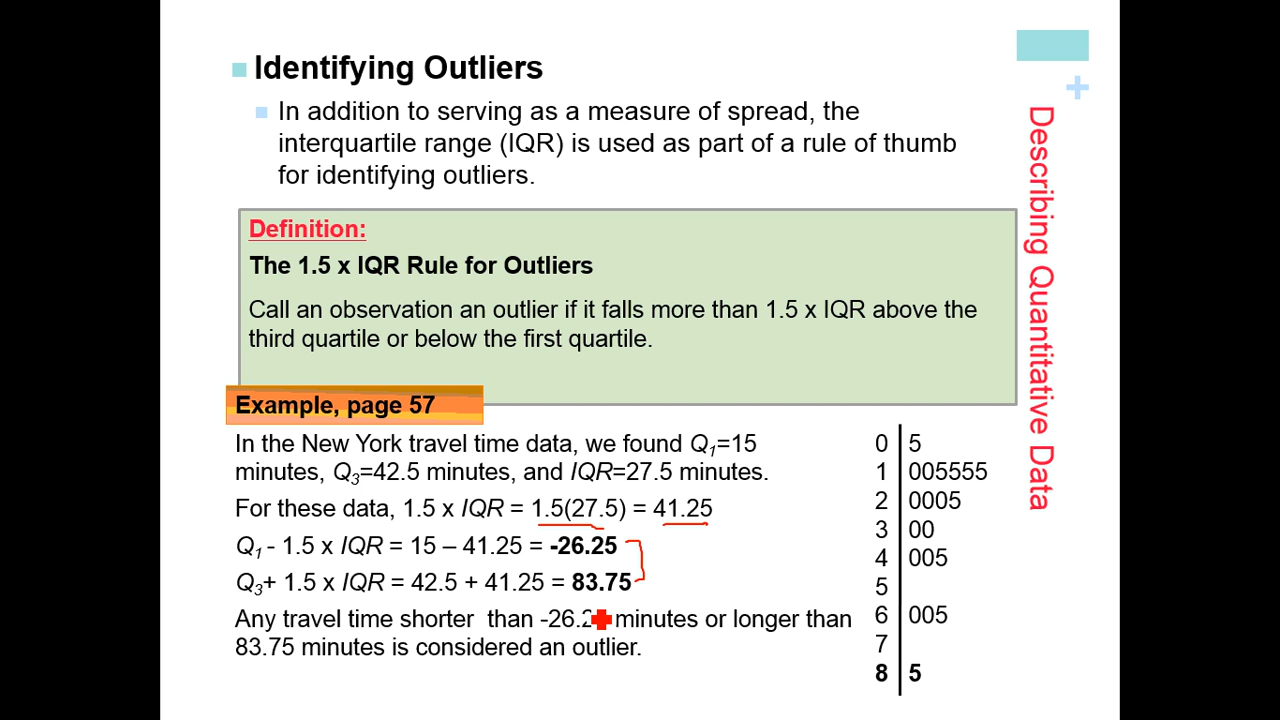 Identifying Outliers
In addition to serving as a measure of spread, the
interquartile range (IQR) is used as part of a rule of thumb
for identifying outliers.
Definition:
The 1.5 x IQR Rule for Outliers
Call an observation an outlier if it falls more than 1.5 x IQR above the
third quartile or below the first quartile.
Example, page 57
In the New York travel time data, we found Q1=15
minutes, Q3=42.5 minutes, and IQR=27.5 minutes.
For these data, 1.5 x IQR = 1.5(27.5) = 41.25
Q1 - 1.5 x IQR = 15 – 41.25 = -26.25
Q3+ 1.5 x IQR = 42.5 + 41.25 = 83.75
Any travel time shorter than minutes or longer than
83.75 minutes is considered an outlier.
0 5
1 005555
2 0005
3 00
4 005
5
6 005
7
8 5
+
Describing Quantitative Data